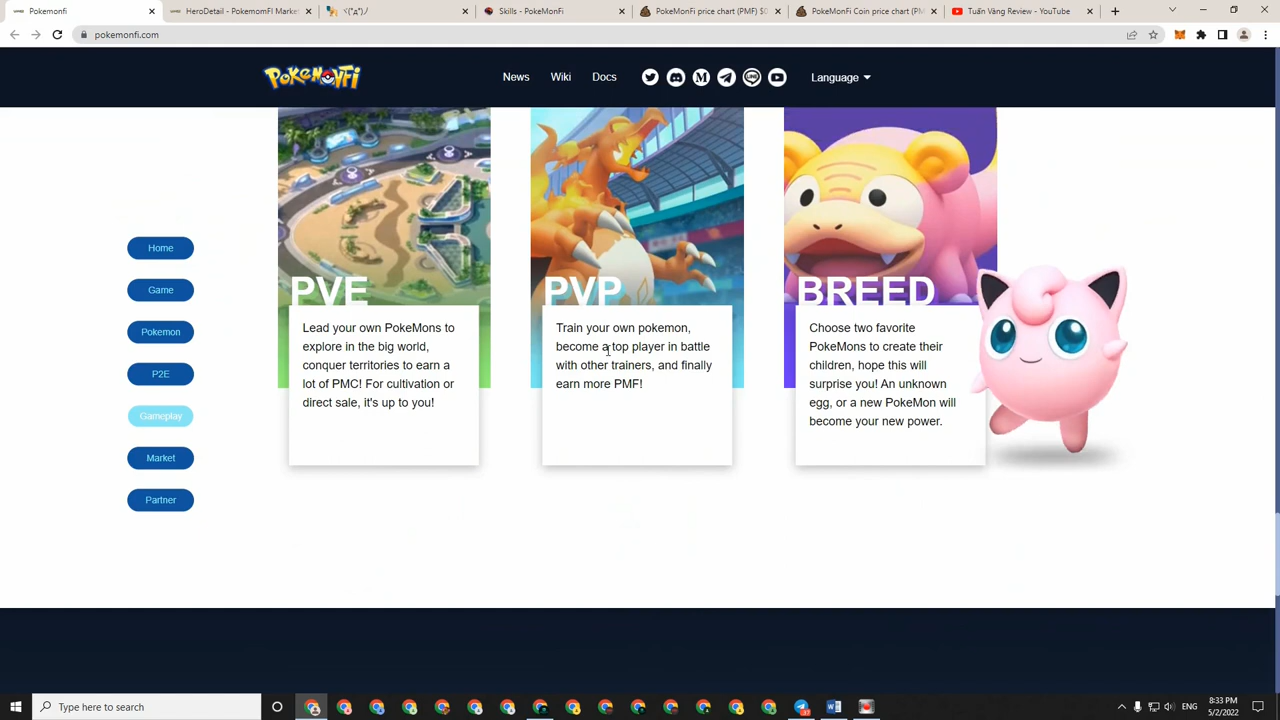 Pokemonfi
HeroDetail - PokemomFI Market
ヾ(°д°)ノ
Skills - PokeMonFi
PokeMonFi price chart (PMF) $0
PokeMonFi Coin price chart (PM
Tuấn Vàng Review - YouTube
pokemonfi.com
POKEMONFI
News
Wiki
Docs
Language
Home
Game
Pokemon
P2E
Gameplay
Market
Partner
PVE
Lead your own PokeMons to
explore in the big world,
conquer territories to earn a
lot of PMC! For cultivation or
direct sale, it's up to you!
PVP
Train your own pokemon,
become a top player in battle
with other trainers, and finally
earn more PMF!
BREED
Choose two favorite
PokeMons to create their
children, hope this will
surprise you! An unknown
egg, or a new PokeMon will
become your new power.
Type here to search
ENG
8:33 PM
5/2/2022